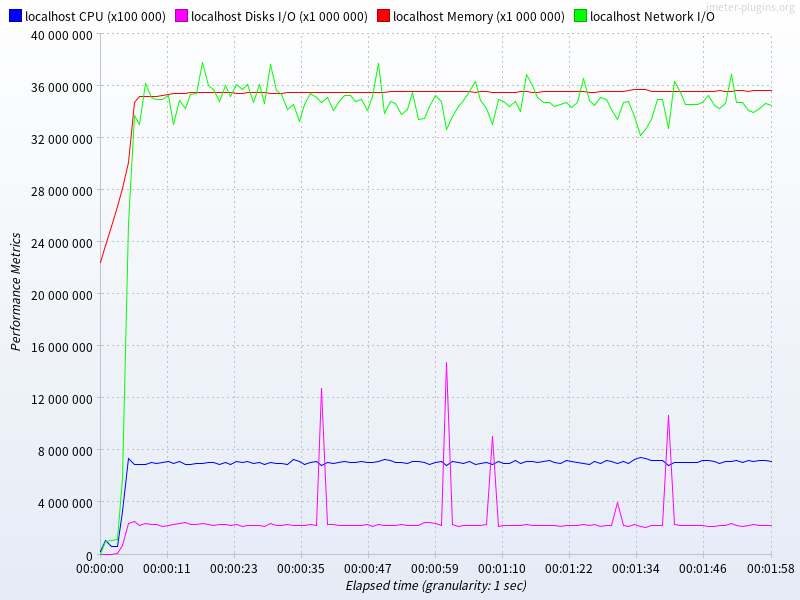 jmeter-plugins.org
localhost CPU (x100 000) localhost Disks I/O (x1 000 000) localhost Memory (x1 000 000) localhost Network I/O
40 000 000
36 000 000
32 000 000
28 000 000
24 000 000
20 000 000
16 000 000
12 000 000
8 000 000
4 000 000
0
Performance Metrics
00:00:00 00:00:11 00:00:23 00:00:35 00:00:47 00:00:59 00:01:10 00:01:22 00:01:34 00:01:46 00:01:58
Elapsed time (granularity: 1 sec)